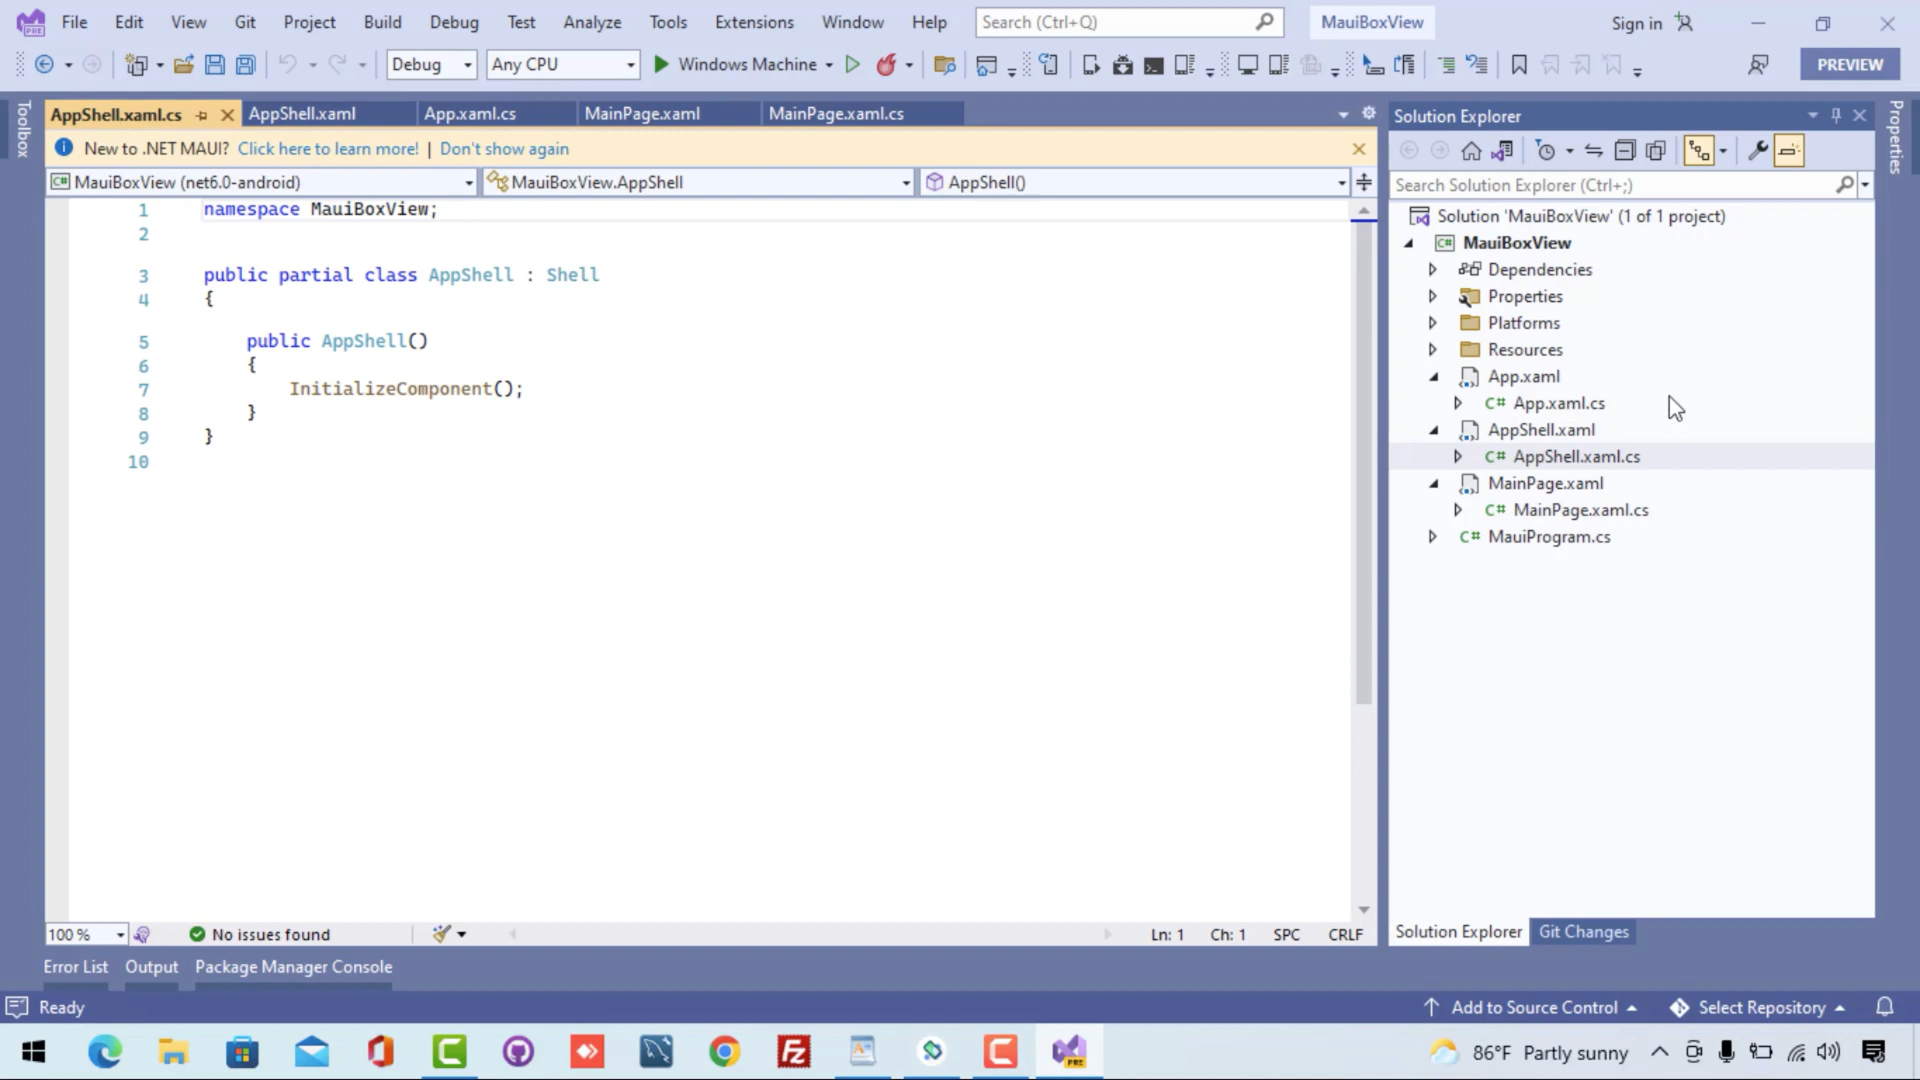 File Edit View Git Project Build Debug Test Analyze Tools Extensions Window Help Search (Ctrl+Q) MauiBoxView Sign in
Debug Any CPU Windows Machine PREVIEW
Toolbox
AppShell.xaml.cs AppShell.xaml App.xaml.cs MainPage.xaml MainPage.xaml.cs
New to .NET MAUI? Click here to learn more! | Don't show again
MauiBoxView (net6.0-android) MauiBoxView.AppShell AppShell()
1 namespace MauiBoxView;
2
3 public partial class AppShell : Shell
4 {
5 public AppShell()
6 {
7 InitializeComponent();
8 }
9 }
10
100 % No issues found Ln: 1 Ch: 1 SPC CRLF
Solution Explorer
Search Solution Explorer (Ctrl+;)
Solution 'MauiBoxView' (1 of 1 project)
C# MauiBoxView
Dependencies
Properties
Platforms
Resources
App.xaml
C# App.xaml.cs
AppShell.xaml
C# AppShell.xaml.cs
MainPage.xaml
C# MainPage.xaml.cs
C# MauiProgram.cs
Solution Explorer Git Changes
Properties
Error List Output Package Manager Console
Ready Add to Source Control Select Repository
86°F Partly sunny